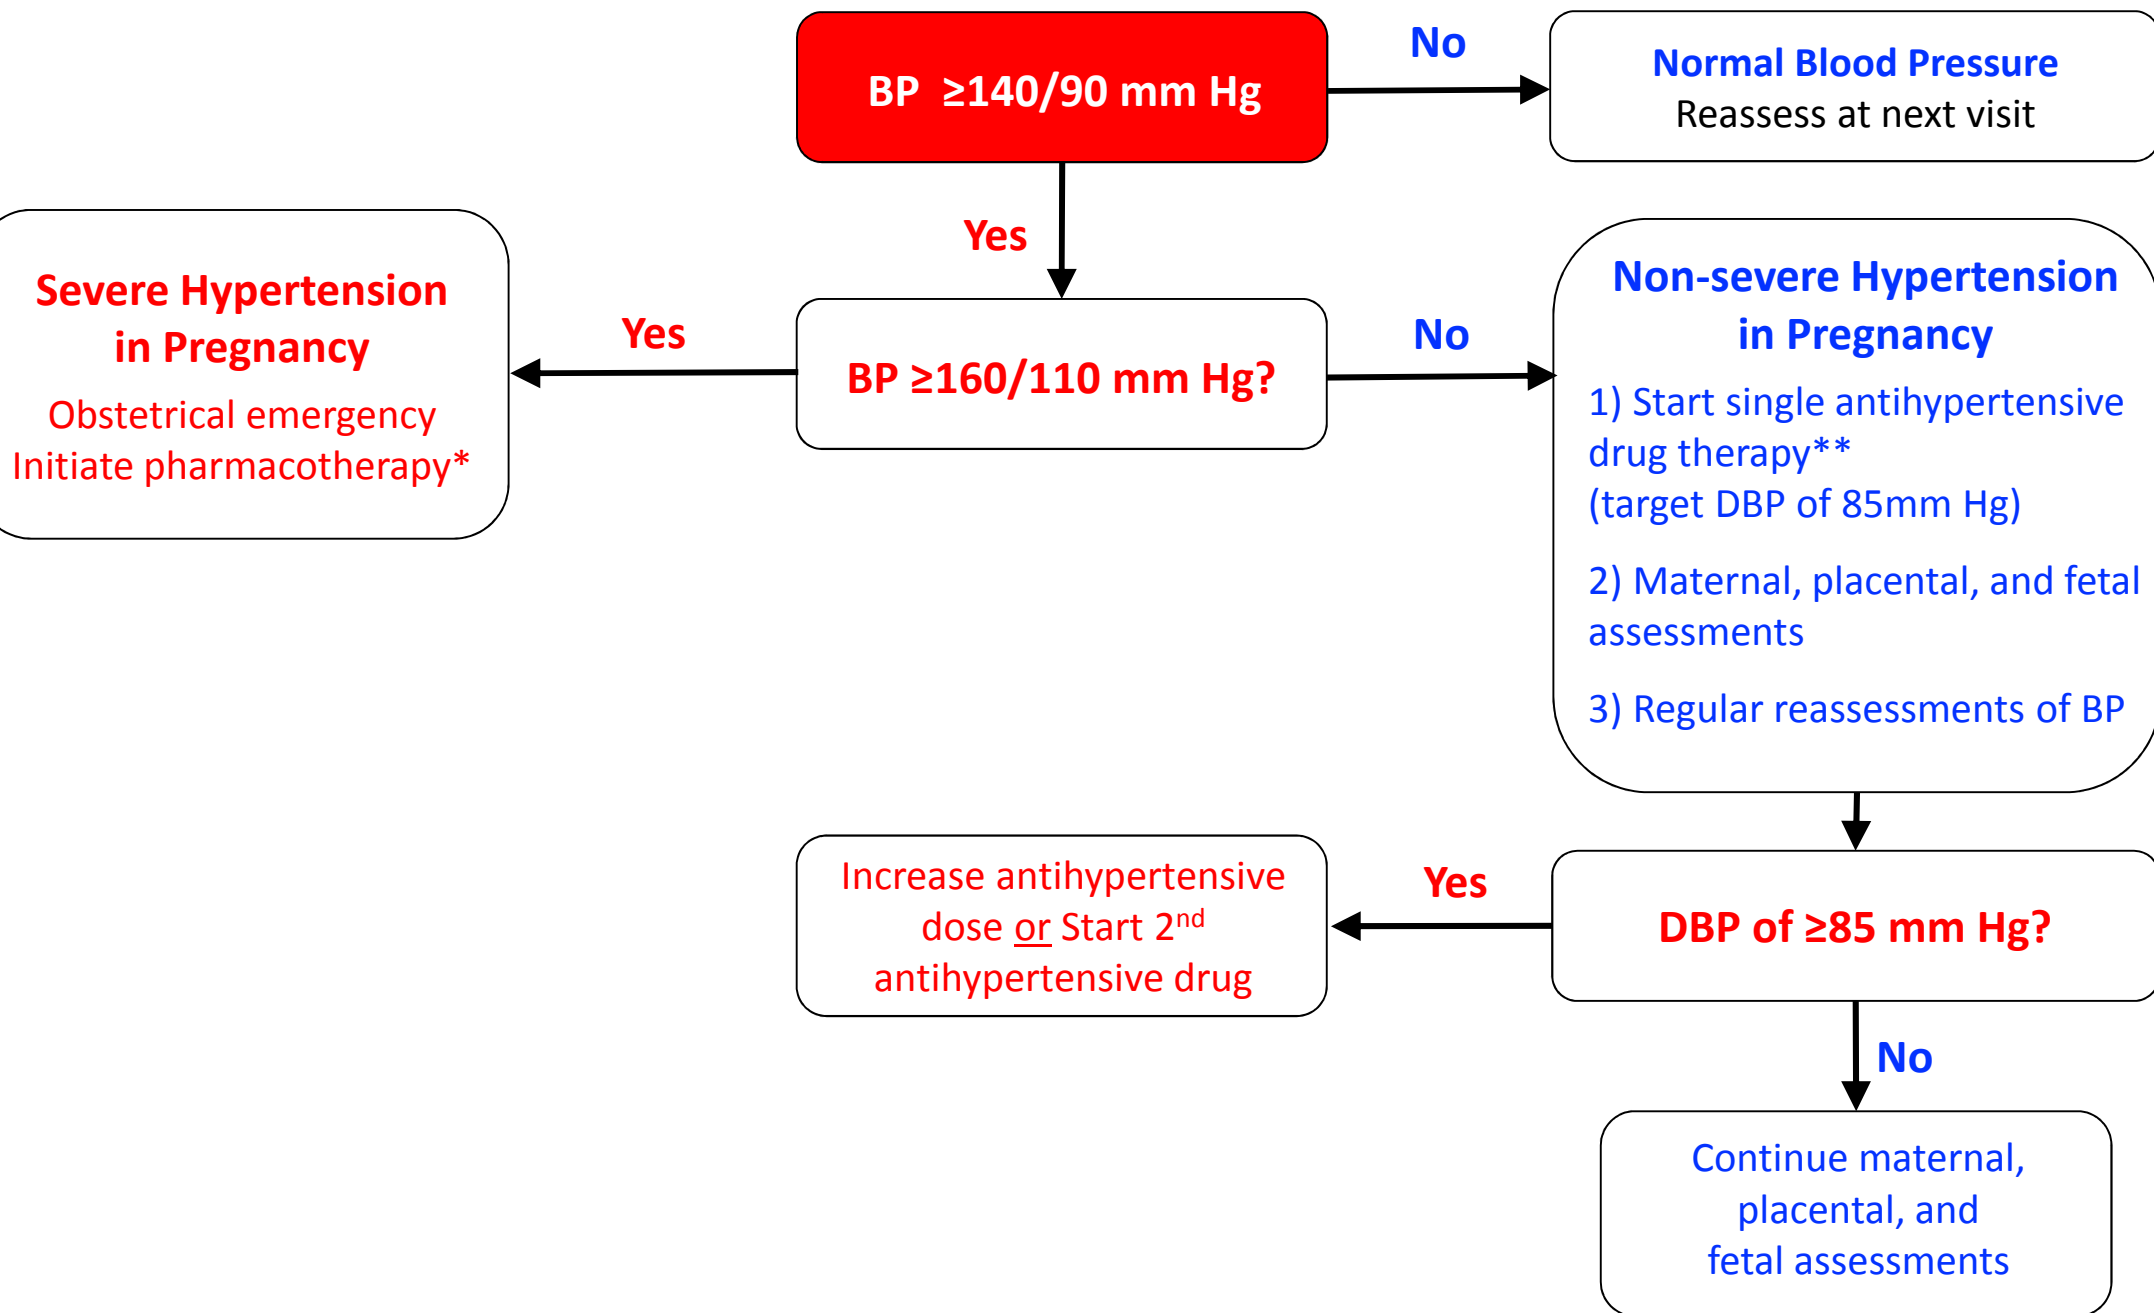 BP ≥140/90 mm Hg
No
Normal Blood Pressure
Reassess at next visit
Yes
Severe Hypertension
in Pregnancy
Obstetrical emergency
Initiate pharmacotherapy*
Yes
BP ≥160/110 mm Hg?
No
Non-severe Hypertension
in Pregnancy
1) Start single antihypertensive
drug therapy**
(target DBP of 85mm Hg)
2) Maternal, placental, and fetal
assessments
3) Regular reassessments of BP
Increase antihypertensive
dose or Start 2nd
antihypertensive drug
Yes
DBP of ≥85 mm Hg?
No
Continue maternal,
placental, and
fetal assessments